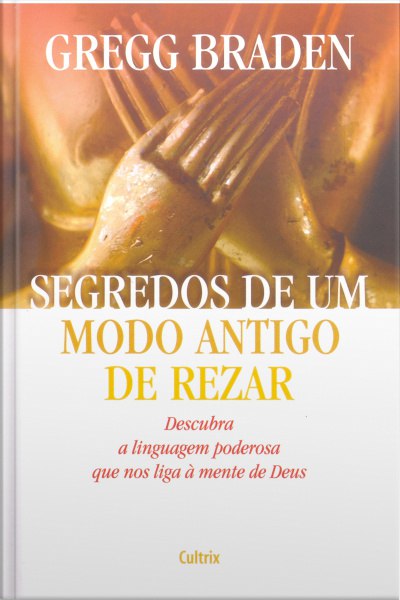 GREGG BRADEN
SEGREDOS DE UM
MODO ANTIGO
DE REZAR
Descubra
a linguagem poderosa
que nos liga à mente de Deus
Cultrix